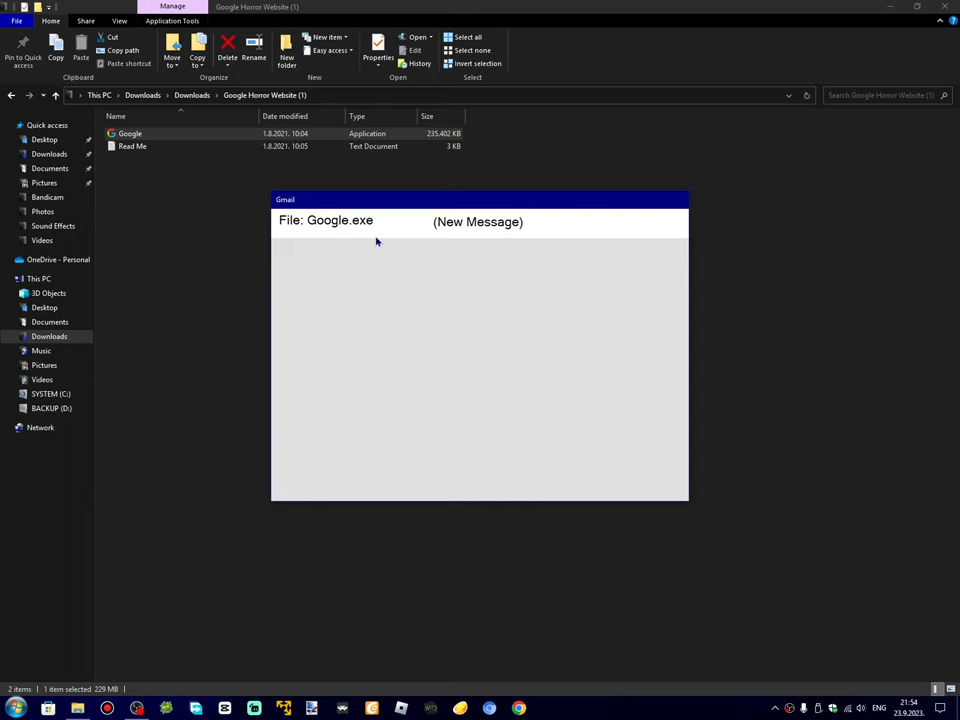 Manage
Google Horror Website (1)
File
Home
Share
View
Application Tools
Pin to Quick access
Copy
Paste
Cut
Copy path
Paste shortcut
Clipboard
Move to
Copy to
Delete
Rename
Organize
New folder
New item
Easy access
New
Properties
Open
Edit
History
Open
Select all
Select none
Invert selection
Select
This PC > Downloads > Downloads > Google Horror Website (1)
Search Google Horror Website (1)
Name Date modified Type Size
Google 1.8.2021. 10:04 Application 235.402 KB
Read Me 1.8.2021. 10:05 Text Document 3 KB
Quick access
Desktop
Downloads
Documents
Pictures
Bandicam
Photos
Sound Effects
Videos
OneDrive - Personal
This PC
3D Objects
Desktop
Documents
Downloads
Music
Pictures
Videos
SYSTEM (C:)
BACKUP (D:)
Network
Gmail
File: Google.exe (New Message)
2 items 1 item selected 229 MB
ENG
21:54
23.9.2023.